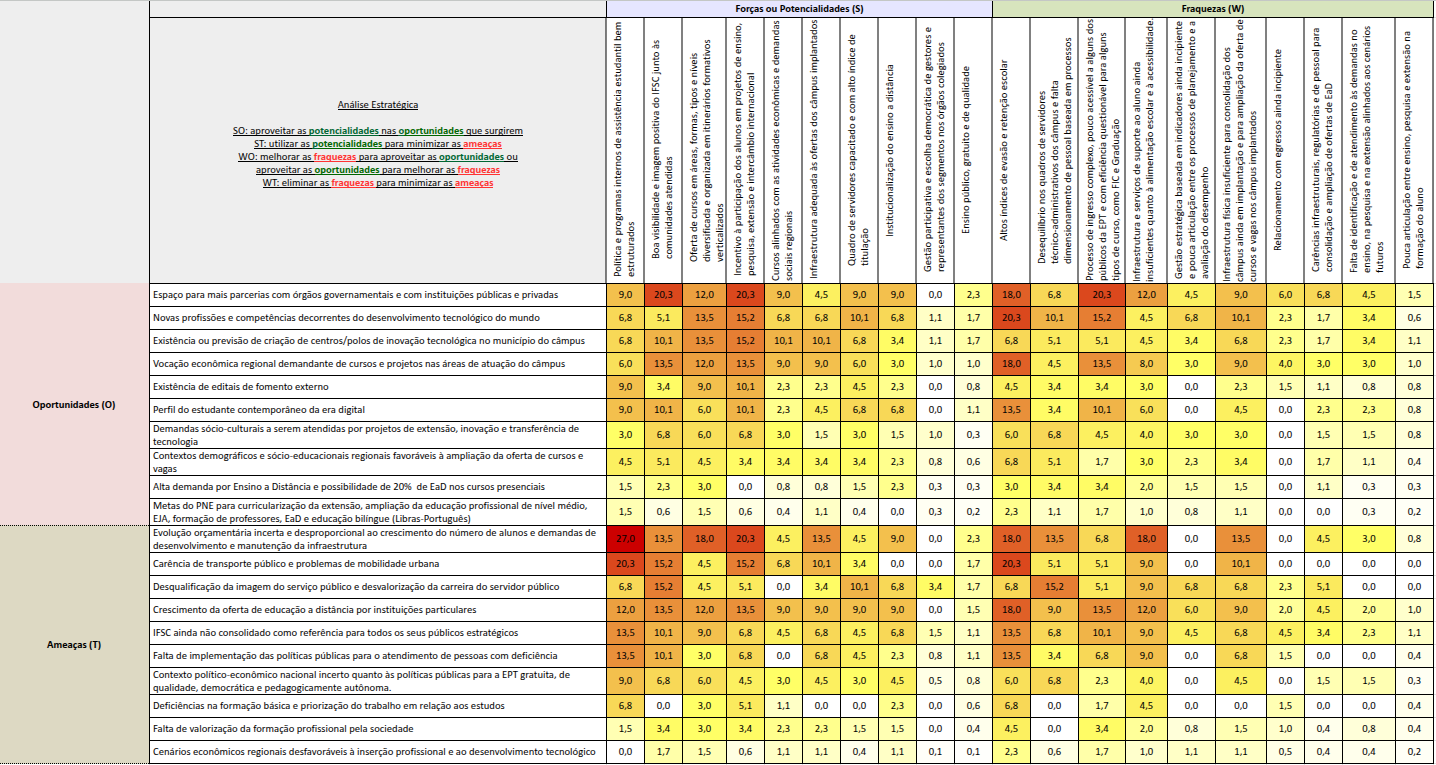 Forças ou Potencialidades (S)
Fraquezas (W)
Análise Estratégica
SO: aproveitar as potencialidades nas oportunidades que surgirem
ST: utilizar as potencialidades para minimizar as ameaças
WO: melhorar as fraquezas para aproveitar as oportunidades ou
aproveitar as oportunidades para melhorar as fraquezas
WT: eliminar as fraquezas para minimizar as ameaças
Política e programas internos de assistência estudantil bem
estruturados
Boa visibilidade e imagem positiva do IFSC junto às
comunidades atendidas
Oferta de cursos em áreas, formas, tipos e níveis
diversificada e organizada em itinerários formativos
verticalizados
Incentivo à participação dos alunos em projetos de ensino,
pesquisa, extensão e intercâmbio internacional
Cursos alinhados com as atividades econômicas e demandas
sociais regionais
Infraestrutura adequada às ofertas dos câmpus implantados
Quadro de servidores capacitado e com alto índice de
titulação
Institucionalização do ensino a distância
Gestão participativa e escolha democrática de gestores e
representantes dos segmentos nos órgãos colegiados
Ensino público, gratuito e de qualidade
Altos índices de evasão e retenção escolar
Desequilíbrio nos quadros de servidores
técnico-administrativos dos câmpus e falta
dimensionamento de pessoal baseada em processos
Processo de ingresso complexo, pouco acessível a alguns dos
públicos da EPT e com eficiência questionável para alguns
tipos de curso, como FIC e Graduação
Infraestrutura e serviços de suporte ao aluno ainda
insuficientes quanto à alimentação escolar e à acessibilidade.
Gestão estratégica baseada em indicadores ainda incipiente
e pouca articulação entre os processos de planejamento e a
avaliação do desempenho
Infraestrutura física insuficiente para consolidação dos
câmpus ainda em implantação e para ampliação da oferta de
cursos e vagas nos câmpus implantados
Relacionamento com egressos ainda incipiente
Carências infraestruturais, regulatórias e de pessoal para
consolidação e ampliação de ofertas de EaD
Falta de identificação e de atendimento às demandas no
ensino, na pesquisa e na extensão alinhados aos cenários
futuros
Pouca articulação entre ensino, pesquisa e extensão na
formação do aluno
Oportunidades (O)
Espaço para mais parcerias com órgãos governamentais e com instituições públicas e privadas 9,0 20,3 12,0 20,3 9,0 4,5 9,0 9,0 0,0 2,3 18,0 6,8 20,3 12,0 4,5 9,0 6,0 6,8 4,5 1,5
Novas profissões e competências decorrentes do desenvolvimento tecnológico do mundo 6,8 5,1 13,5 15,2 6,8 6,8 10,1 6,8 1,1 1,7 20,3 10,1 15,2 4,5 6,8 10,1 2,3 1,7 3,4 0,6
Existência ou previsão de criação de centros/polos de inovação tecnológica no município do câmpus 6,8 10,1 13,5 15,2 10,1 10,1 6,8 3,4 1,1 1,7 6,8 5,1 5,1 4,5 3,4 6,8 2,3 1,7 3,4 1,1
Vocação econômica regional demandante de cursos e projetos nas áreas de atuação do câmpus 6,0 13,5 12,0 13,5 9,0 9,0 6,0 3,0 1,0 1,0 18,0 4,5 13,5 8,0 3,0 9,0 4,0 3,0 3,0 1,0
Existência de editais de fomento externo 9,0 3,4 9,0 10,1 2,3 2,3 4,5 2,3 0,0 0,8 4,5 3,4 3,4 3,0 0,0 2,3 1,5 1,1 0,8 0,8
Perfil do estudante contemporâneo da era digital 9,0 10,1 6,0 10,1 2,3 4,5 6,8 6,8 0,0 1,1 13,5 3,4 10,1 6,0 0,0 4,5 0,0 2,3 2,3 0,8
Demandas sócio-culturais a serem atendidas por projetos de extensão, inovação e transferência de
tecnologia 3,0 6,8 6,0 6,8 3,0 1,5 3,0 1,5 1,0 0,3 6,0 6,8 4,5 4,0 3,0 3,0 0,0 1,5 1,5 0,8
Contextos demográficos e sócio-educacionais regionais favoráveis à ampliação da oferta de cursos e
vagas 4,5 5,1 4,5 3,4 3,4 3,4 3,4 2,3 0,8 0,6 6,8 5,1 1,7 3,0 2,3 3,4 0,0 1,7 1,1 0,4
Alta demanda por Ensino a Distância e possibilidade de 20% de EaD nos cursos presenciais 1,5 2,3 3,0 0,0 0,8 0,8 1,5 2,3 0,3 0,3 3,0 3,4 3,4 2,0 1,5 1,5 0,0 1,1 0,3 0,3
Metas do PNE para curricularização da extensão, ampliação da educação profissional de nível médio,
EJA, formação de professores, EaD e educação bilíngue (Libras-Português) 1,5 0,6 1,5 0,6 0,4 1,1 0,4 0,0 0,3 0,2 2,3 1,1 1,7 1,0 0,8 1,1 0,0 0,0 0,3 0,2
Ameaças (T)
Evolução orçamentária incerta e desproporcional ao crescimento do número de alunos e demandas de
desenvolvimento e manutenção da infraestrutura 27,0 13,5 18,0 20,3 4,5 13,5 4,5 9,0 0,0 2,3 18,0 13,5 6,8 18,0 0,0 13,5 0,0 4,5 3,0 0,8
Carência de transporte público e problemas de mobilidade urbana 20,3 15,2 4,5 15,2 6,8 10,1 3,4 0,0 0,0 1,7 20,3 5,1 5,1 9,0 0,0 10,1 0,0 0,0 0,0 0,0
Desqualificação da imagem do serviço público e desvalorização da carreira do servidor público 6,8 15,2 4,5 5,1 0,0 3,4 10,1 6,8 3,4 1,7 6,8 15,2 5,1 9,0 6,8 6,8 2,3 5,1 0,0 0,0
Crescimento da oferta de educação a distância por instituições particulares 12,0 13,5 12,0 13,5 9,0 9,0 9,0 9,0 0,0 1,5 18,0 9,0 13,5 12,0 6,0 9,0 2,0 4,5 2,0 1,0
IFSC ainda não consolidado como referência para todos os seus públicos estratégicos 13,5 10,1 9,0 6,8 4,5 6,8 4,5 6,8 1,5 1,1 13,5 6,8 10,1 9,0 4,5 6,8 4,5 3,4 2,3 1,1
Falta de implementação das políticas públicas para o atendimento de pessoas com deficiência 13,5 10,1 3,0 6,8 0,0 6,8 4,5 2,3 0,8 1,1 13,5 3,4 6,8 9,0 0,0 6,8 1,5 0,0 0,0 0,4
Contexto político-econômico nacional incerto quanto às políticas públicas para a EPT gratuita, de
qualidade, democrática e pedagogicamente autônoma. 9,0 6,8 6,0 4,5 3,0 4,5 3,0 4,5 0,5 0,8 6,0 6,8 2,3 4,0 0,0 4,5 0,0 1,5 1,5 0,3
Deficiências na formação básica e priorização do trabalho em relação aos estudos 6,8 0,0 3,0 5,1 1,1 0,0 0,0 2,3 0,0 0,6 6,8 0,0 1,7 4,5 0,0 0,0 1,5 0,0 0,0 0,4
Falta de valorização da formação profissional pela sociedade 1,5 3,4 3,0 3,4 2,3 2,3 1,5 1,5 0,0 0,4 4,5 0,0 3,4 2,0 0,8 1,5 1,0 0,4 0,8 0,4
Cenários econômicos regionais desfavoráveis à inserção profissional e ao desenvolvimento tecnológico 0,0 1,7 1,5 0,6 1,1 1,1 0,4 1,1 0,1 0,1 2,3 0,6 1,7 1,0 1,1 1,1 0,5 0,4 0,4 0,2